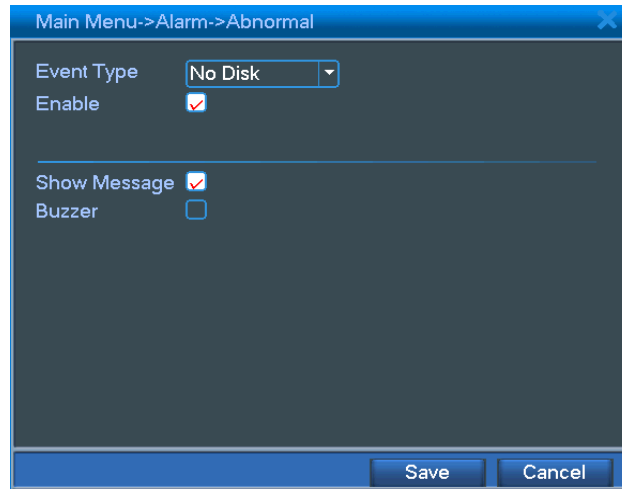 Main Menu->Alarm->Abnormal
Event Type No Disk
Enable
Show Message
Buzzer
Save Cancel